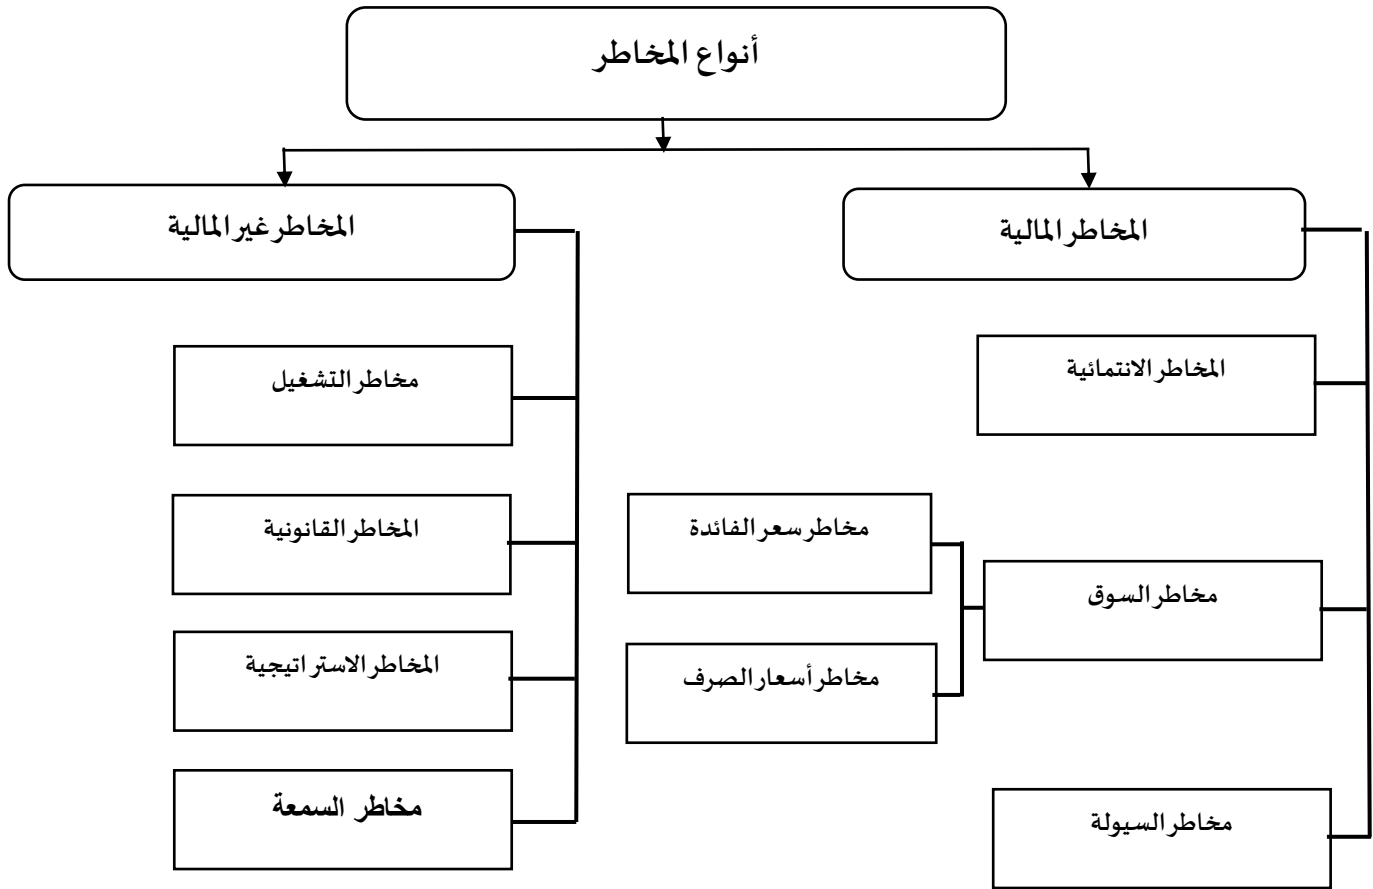 أنواع المخاطر
المخاطر المالية
المخاطر غير المالية
المخاطر الانتمائية
مخاطر السوق
مخاطر سعر الفائدة
مخاطر أسعار الصرف
مخاطر السيولة
مخاطر التشغيل
المخاطر القانونية
المخاطر الاستراتيجية
مخاطر السمعة